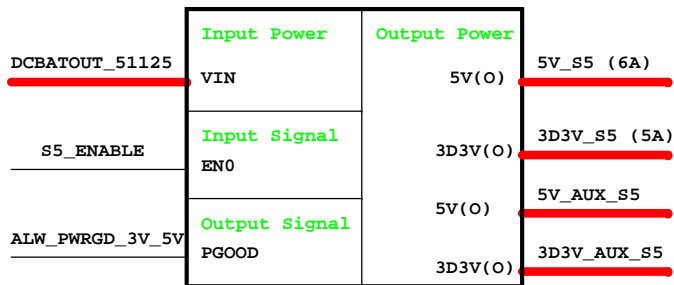 Input Power
Output Power
DCBATOUT_51125
VIN
5V(O)
5V_S5 (6A)
Input Signal
S5_ENABLE
EN0
3D3V(O)
3D3V_S5 (5A)
5V(O)
5V_AUX_S5
Output Signal
ALW_PWRGD_3V_5V
PGOOD
3D3V(O)
3D3V_AUX_S5